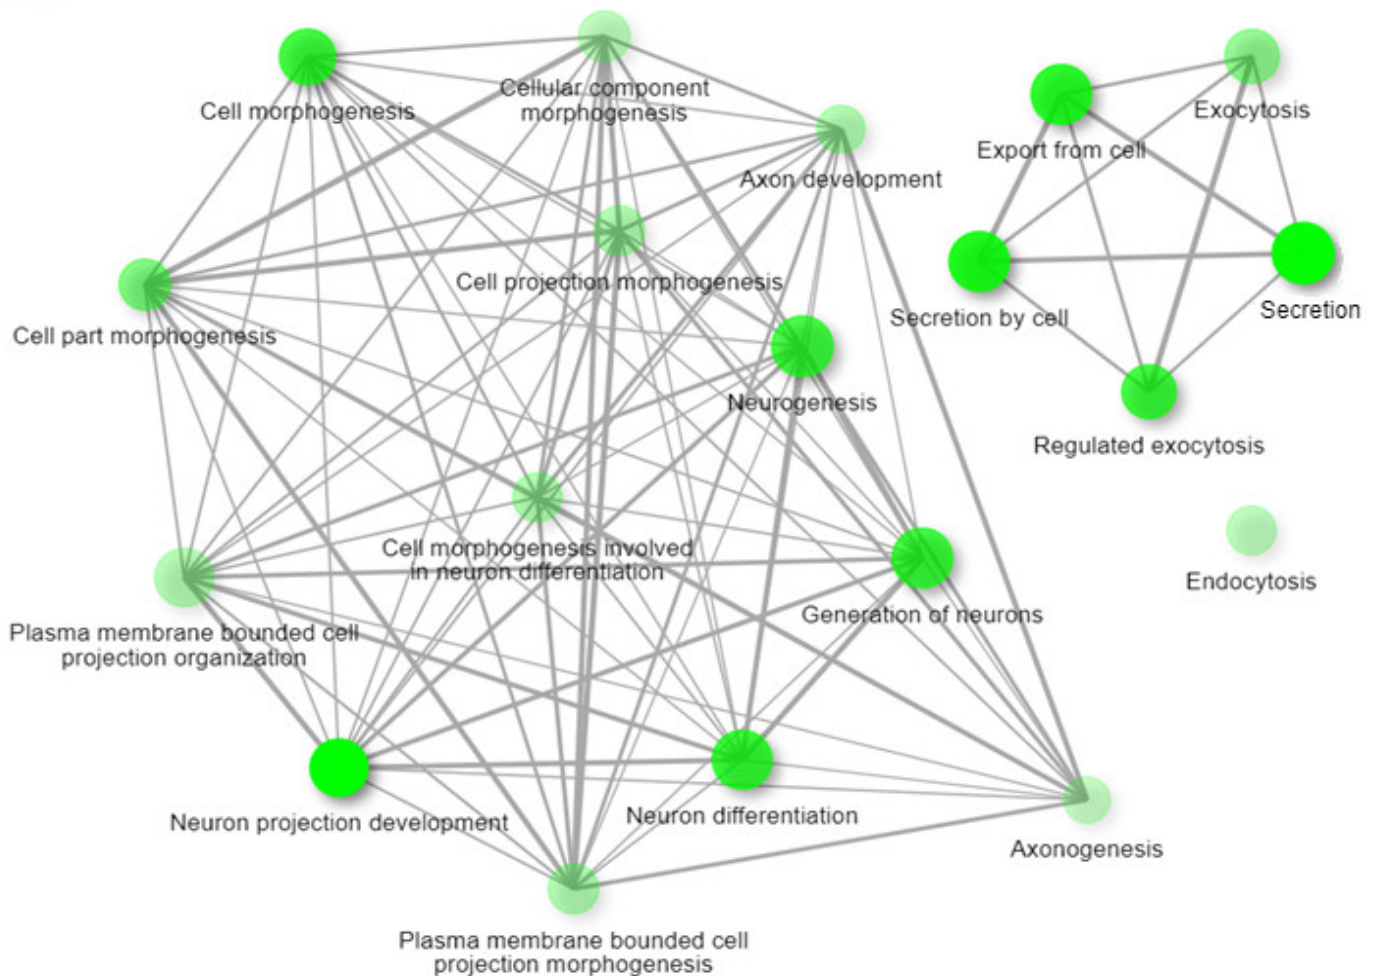 Cell morphogenesis
Cellular component
morphogenesis
Exocytosis
Export from cell
Axon development
Cell projection morphogenesis
Cell part morphogenesis
Secretion by cell
Secretion
Neurogenesis
Regulated exocytosis
Cell morphogenesis involved
in neuron differentiation
Endocytosis
Generation of neurons
Plasma membrane bounded cell
projection organization
Neuron projection development
Neuron differentiation
Axonogenesis
Plasma membrane bounded cell
projection morphogenesis